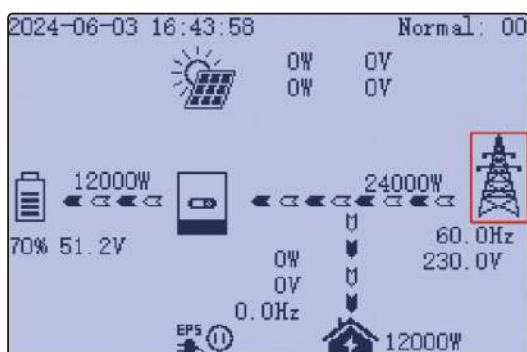 2024-06-03 16:43:58 Normal: 00
0W 0V
0W 0V
12000W 24000W
70% 51.2V 60.0Hz
230.0V
0W
0V
0.0Hz
EPS 12000W